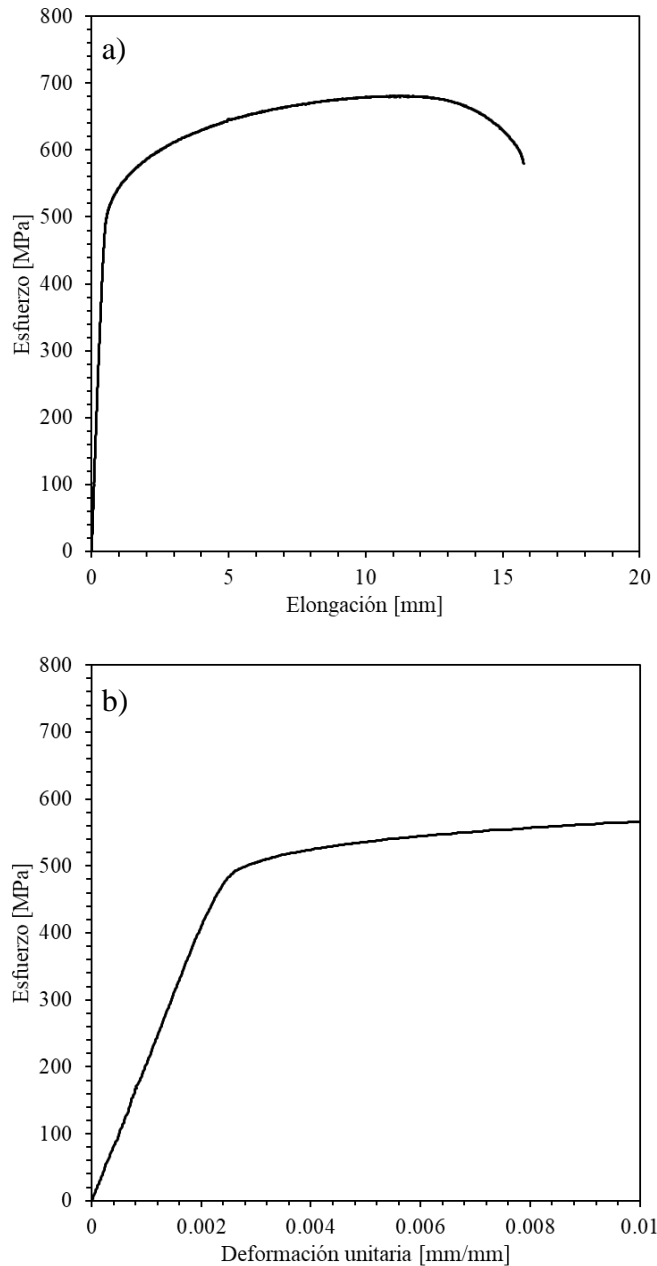 a)
Esfuerzo [MPa]
800
700
600
500
400
300
200
100
0
0 5 10 15 20
Elongación [mm]
b)
Esfuerzo [MPa]
800
700
600
500
400
300
200
100
0
0 0.002 0.004 0.006 0.008 0.01
Deformación unitaria [mm/mm]